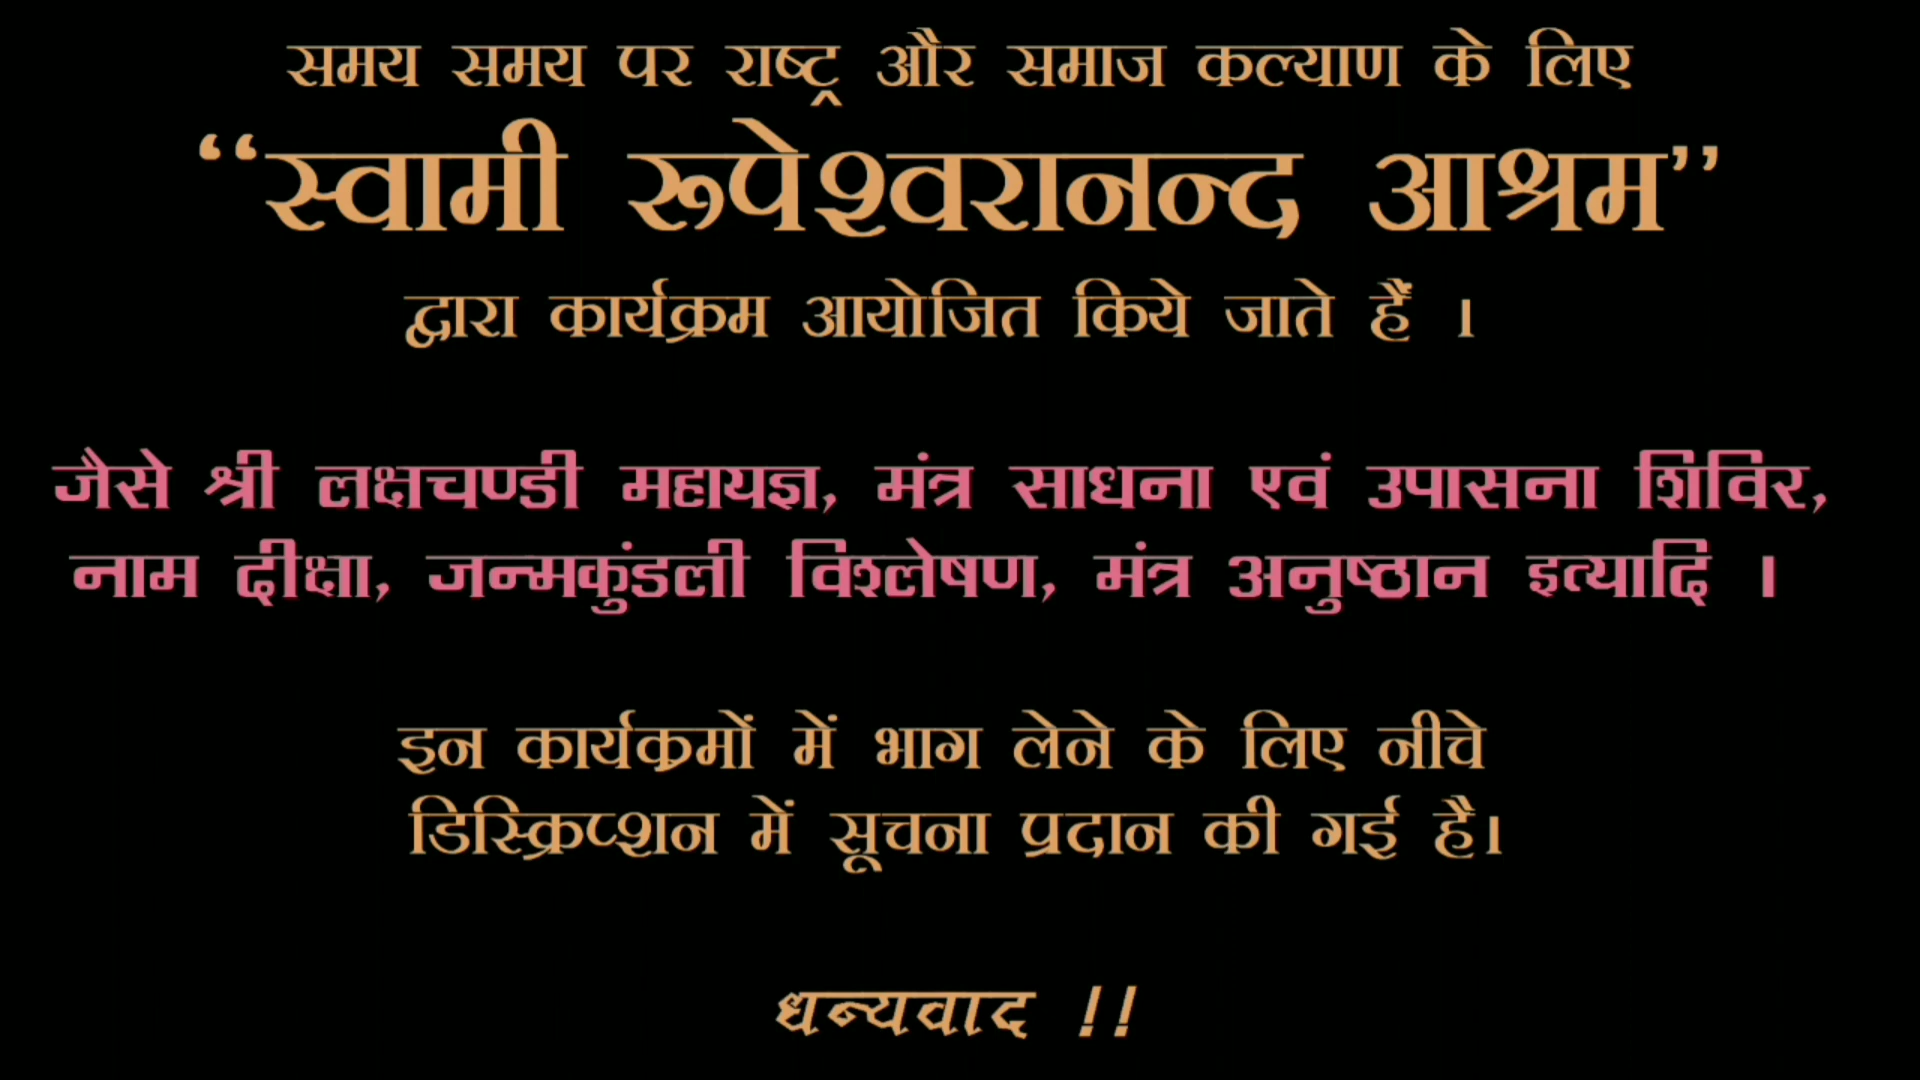 समय समय पर राष्ट्र और समाज कल्याण के लिए
“स्वामी रूपेश्वरानन्द आश्रम”
द्वारा कार्यक्रम आयोजित किये जाते हैं ।
जैसे श्री लक्षचण्डी महायज्ञ, मंत्र साधना एवं उपासना शिविर,
नाम दीक्षा, जन्मकुंडली विश्लेषण, मंत्र अनुष्ठान इत्यादि ।
इन कार्यक्रमों में भाग लेने के लिए नीचे
डिस्क्रिप्शन में सूचना प्रदान की गई है।
धन्यवाद !!